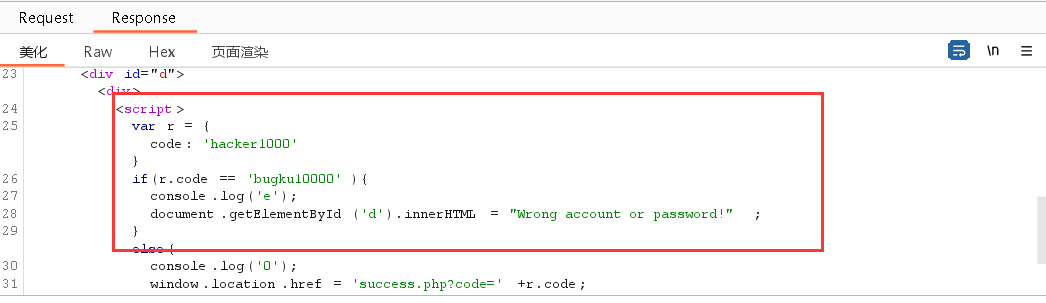 Request Response
美化 Raw Hex 页面渲染 \n
23 <div id="d">
<div>
24 <script>
25 var r = {
code: 'hacker1000'
}
26 if(r.code == 'bugku10000' ){
27 console.log('e');
28 document.getElementById ('d').innerHTML = "Wrong account or password!" ;
29 }
else{
30 console.log('0');
31 window.location.href = 'success.php?code=' +r.code;